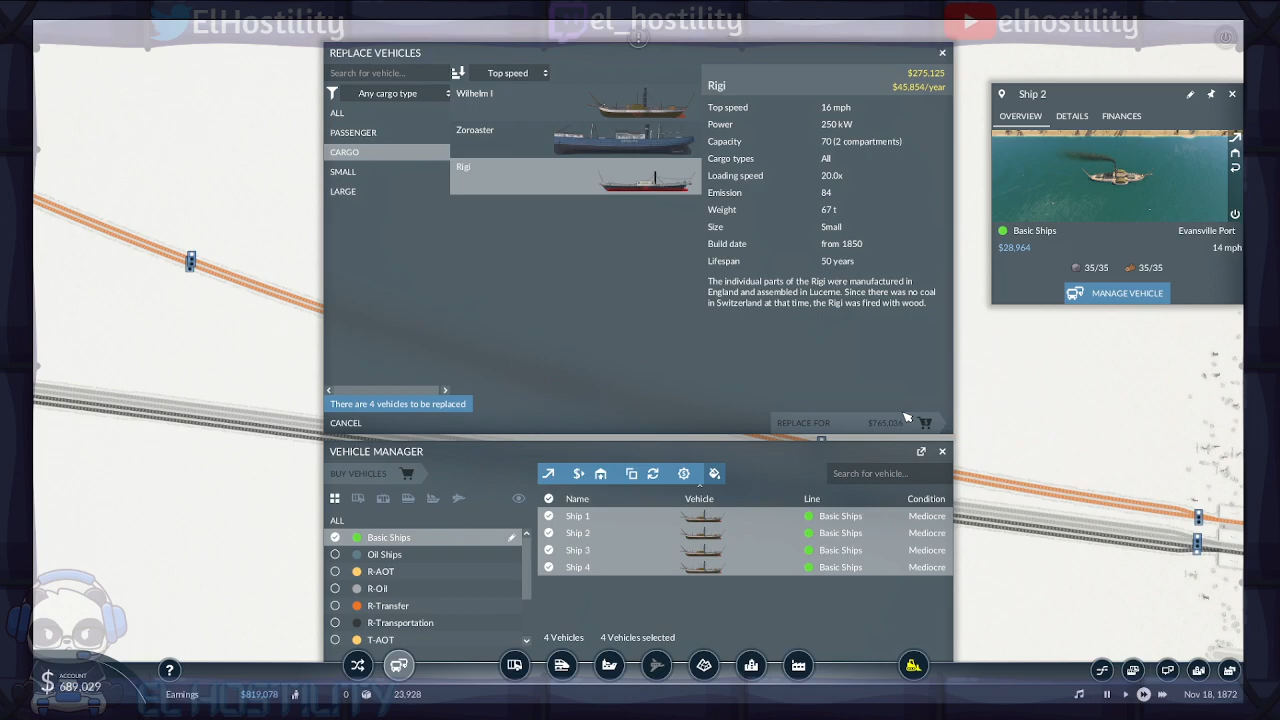 ElHostility
el_hostility
elhostility
REPLACE VEHICLES
Search for vehicle...
Top speed
Any cargo type
ALL
PASSENGER
CARGO
SMALL
LARGE
Wilhelm I
Zoroaster
Rigi
Rigi
$275.125
$45,854/year
Top speed 16 mph
Power 250 kW
Capacity 70 (2 compartments)
Cargo types All
Loading speed 20.0x
Emission 84
Weight 67 t
Size Small
Build date from 1850
Lifespan 50 years
The individual parts of the Rigi were manufactured in
England and assembled in Lucerne. Since there was no coal
in Switzerland at that time, the Rigi was fired with wood.
There are 4 vehicles to be replaced
CANCEL
REPLACE FOR $765,036
Ship 2
OVERVIEW DETAILS FINANCES
Basic Ships Evansville Port
$28,964 14 mph
35/35 35/35
MANAGE VEHICLE
VEHICLE MANAGER
BUY VEHICLES
Search for vehicle...
ALL
Basic Ships
Oil Ships
R-AOT
R-Oil
R-Transfer
R-Transportation
T-AOT
Name Vehicle Line Condition
Ship 1 Basic Ships Mediocre
Ship 2 Basic Ships Mediocre
Ship 3 Basic Ships Mediocre
Ship 4 Basic Ships Mediocre
4 Vehicles 4 Vehicles selected
$ ACCOUNT
689,029
?
Earnings $819,078 0 23,928
Nov 18, 1872
ELHOSTILITY